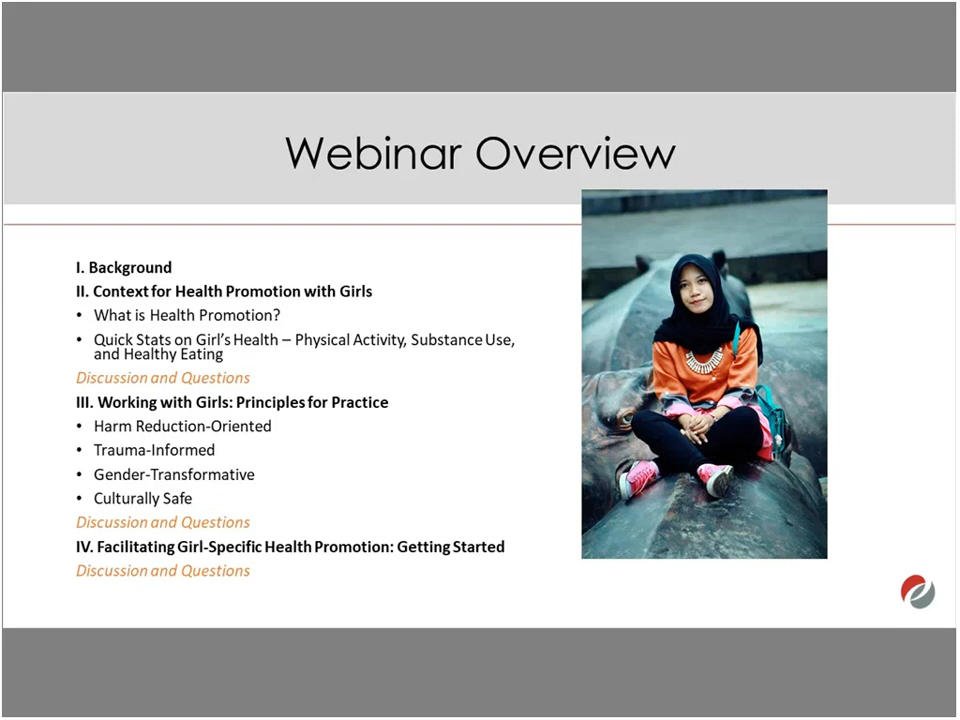 Webinar Overview
I. Background
II. Context for Health Promotion with Girls
• What is Health Promotion?
• Quick Stats on Girl's Health – Physical Activity, Substance Use,
and Healthy Eating
Discussion and Questions
III. Working with Girls: Principles for Practice
• Harm Reduction-Oriented
• Trauma-Informed
• Gender-Transformative
• Culturally Safe
Discussion and Questions
IV. Facilitating Girl-Specific Health Promotion: Getting Started
Discussion and Questions